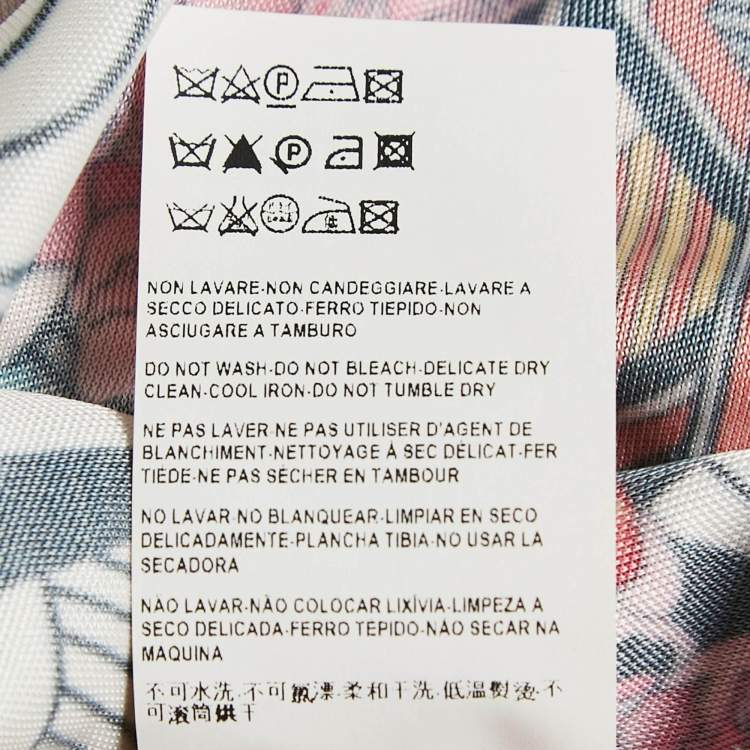 P
P
NON LAVARE-NON CANDEGGIARE-LAVARE A
SECCO DELICATO-FERRO TIEPIDO-NON
ASCIUGARE A TAMBURO
DO NOT WASH-DO NOT BLEACH-DELICATE DRY
CLEAN-COOL IRON-DO NOT TUMBLE DRY
NE PAS LAVER-NE PAS UTILISER D'AGENT DE
BLANCHIMENT-NETTOYAGE À SEC DÉLICAT-FER
TIÈDE-NE PAS SÉCHER EN TAMBOUR
NO LAVAR-NO BLANQUEAR-LIMPIAR EN SECO
DELICADAMENTE-PLANCHA TIBIA-NO USAR LA
SECADORA
NÃO LAVAR-NÃO COLOCAR LIXÍVIA-LIMPEZA A
SECO DELICADA-FERRO TÉPIDO-NÃO SECAR NA
MAQUINA
不可水洗-不可氯漂-柔和干洗-低溫熨燙-不
可滾筒烘干